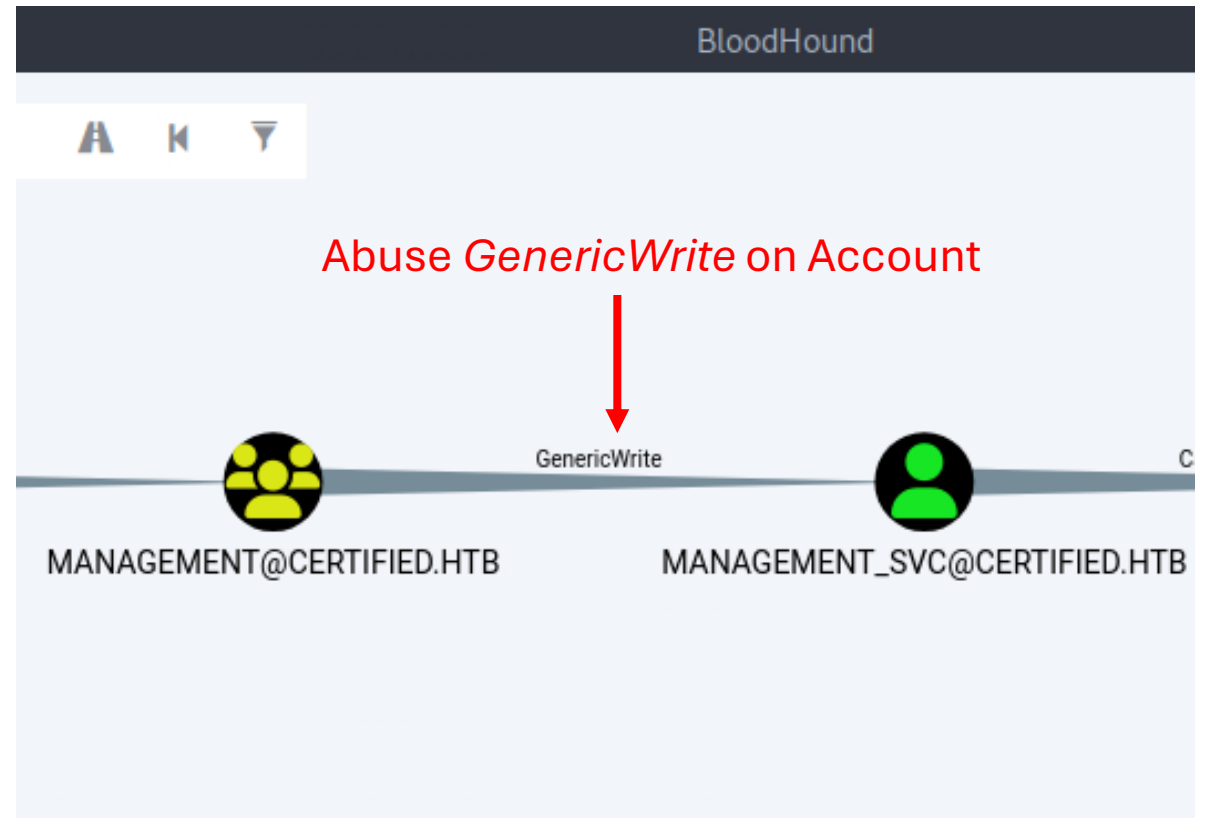 BloodHound
Abuse GenericWrite on Account
GenericWrite
C
MANAGEMENT@CERTIFIED.HTB
MANAGEMENT_SVC@CERTIFIED.HTB